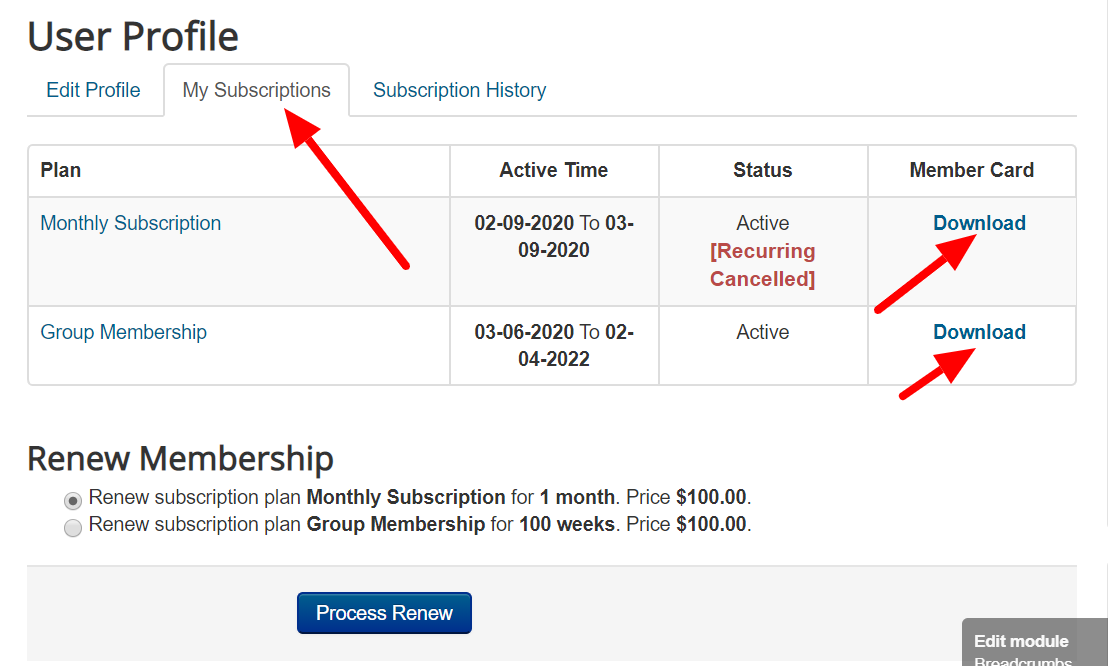 User Profile
Edit Profile My Subscriptions Subscription History
Plan Active Time Status Member Card
Monthly Subscription 02-09-2020 To 03- Active Download
09-2020 [Recurring
Cancelled]
Group Membership 03-06-2020 To 02- Active Download
04-2022
Renew Membership
Renew subscription plan Monthly Subscription for 1 month. Price $100.00.
Renew subscription plan Group Membership for 100 weeks. Price $100.00.
Process Renew
Edit module
Breadcrumbs